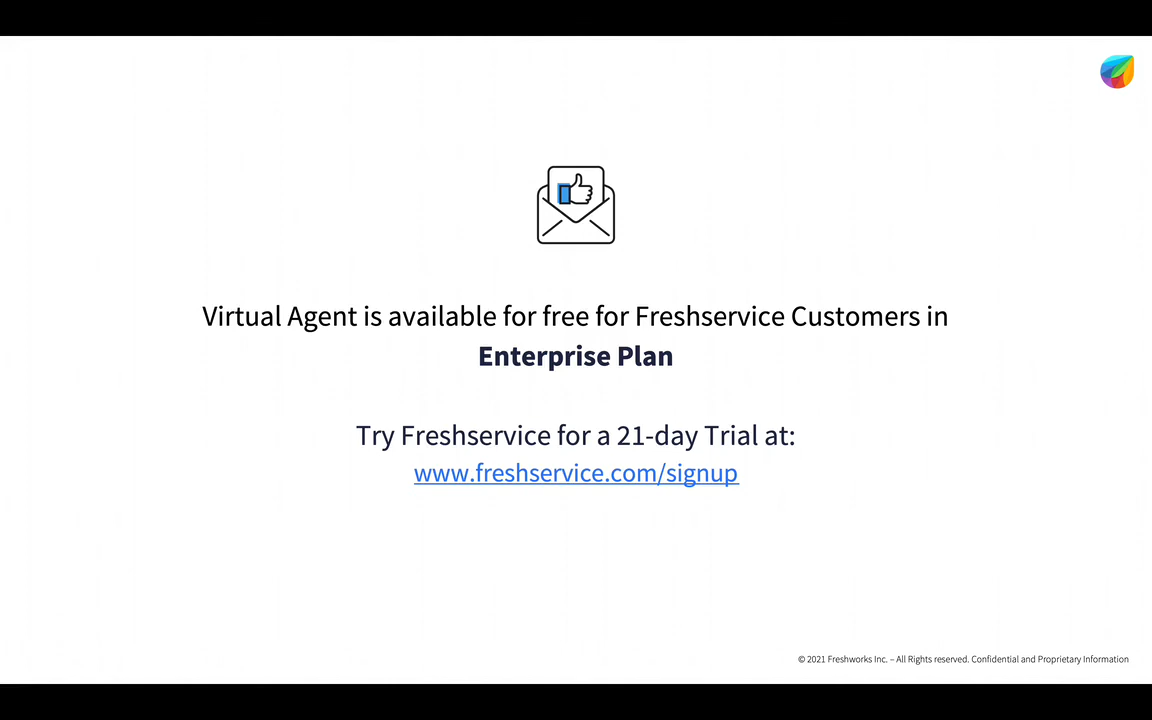 Virtual Agent is available for free for Freshservice Customers in
Enterprise Plan
Try Freshservice for a 21-day Trial at:
www.freshservice.com/signup
© 2021 Freshworks Inc. – All Rights reserved. Confidential and Proprietary Information